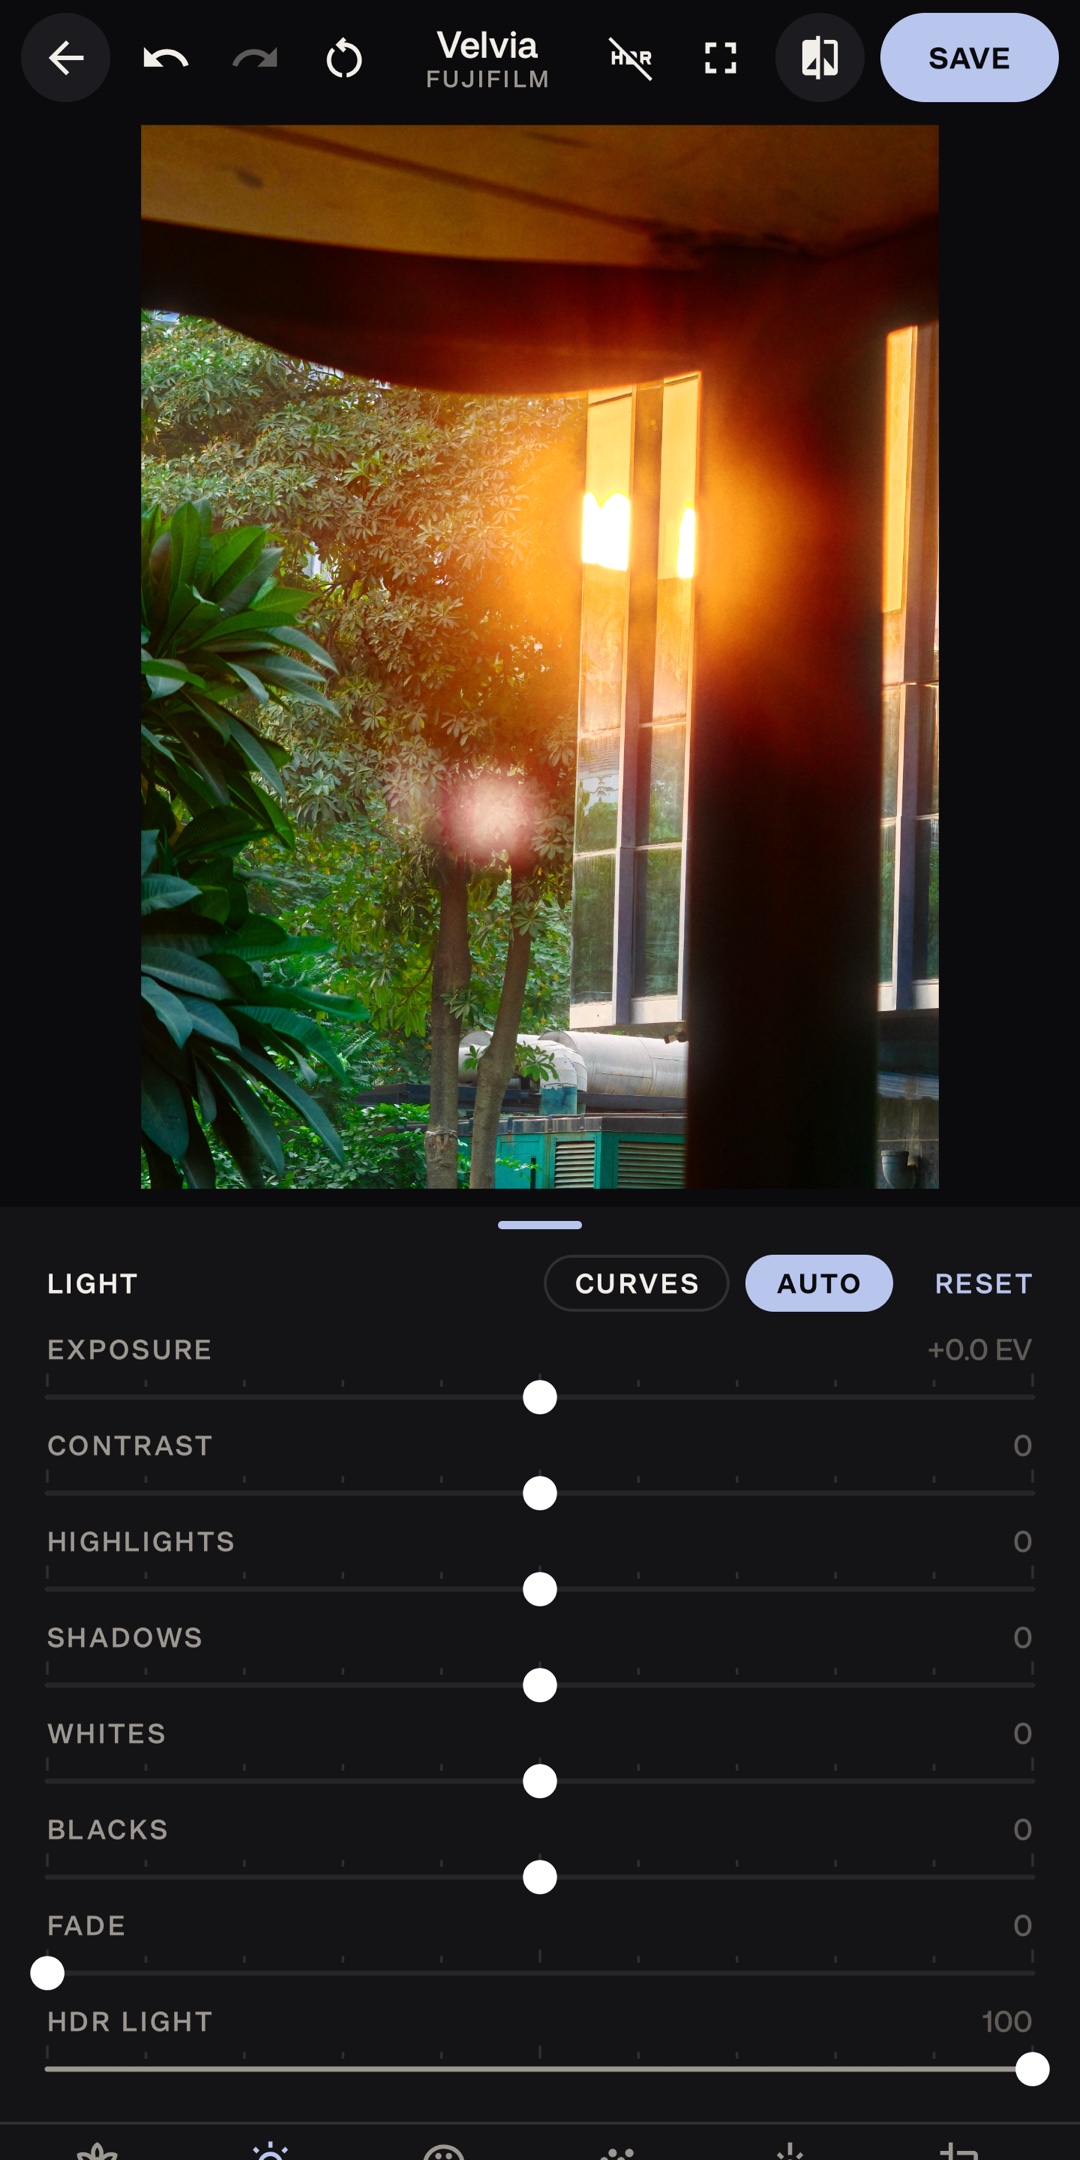 Velvia
FUJIFILM
HDR
SAVE
LIGHT
CURVES
AUTO
RESET
EXPOSURE
+0.0 EV
CONTRAST
0
HIGHLIGHTS
0
SHADOWS
0
WHITES
0
BLACKS
0
FADE
0
HDR LIGHT
100